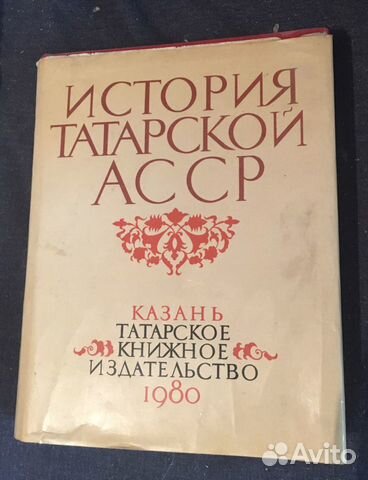 ИСТОРИЯ
ТАТАРСКОЙ
АССР
КАЗАНЬ
ТАТАРСКОЕ
КНИЖНОЕ
ИЗДАТЕЛЬСТВО
1980
Avito